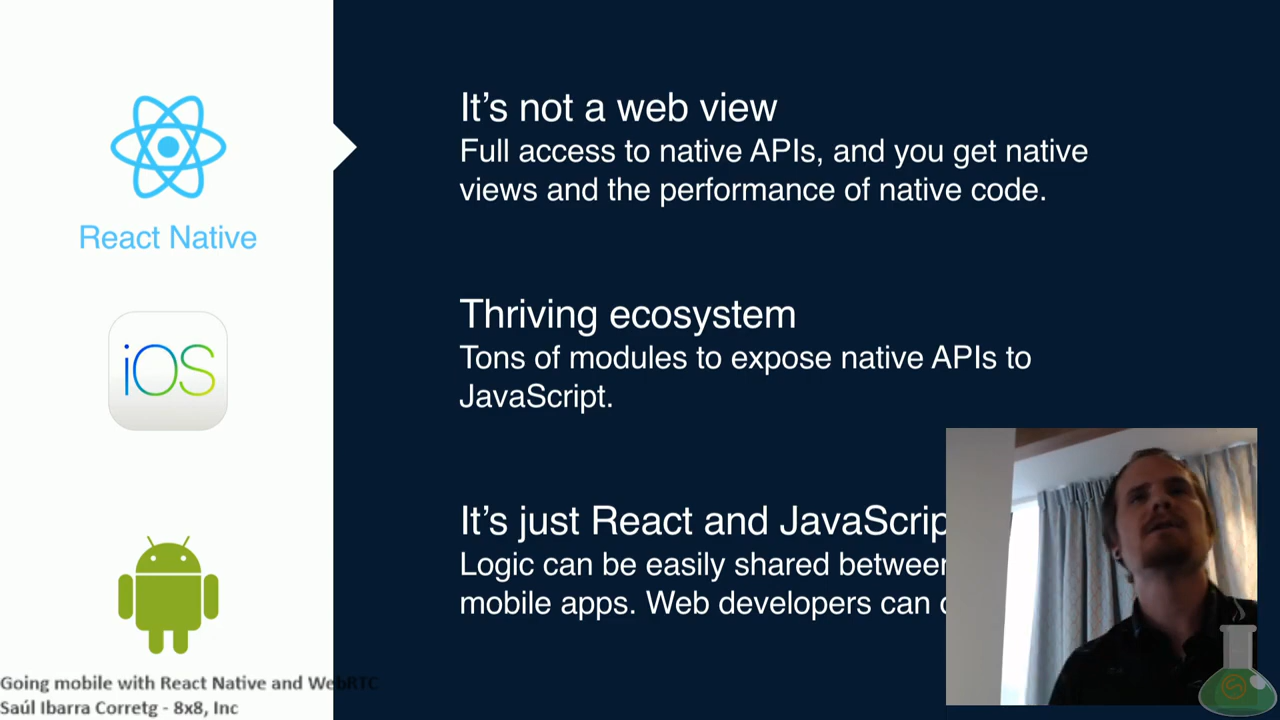 React Native
iOS
It's not a web view
Full access to native APIs, and you get native
views and the performance of native code.
Thriving ecosystem
Tons of modules to expose native APIs to
JavaScript.
It's just React and JavaScrip
Logic can be easily shared between
mobile apps. Web developers can
Going mobile with React Native and WebRTC
Saúl Ibarra Corretg - 8x8, Inc